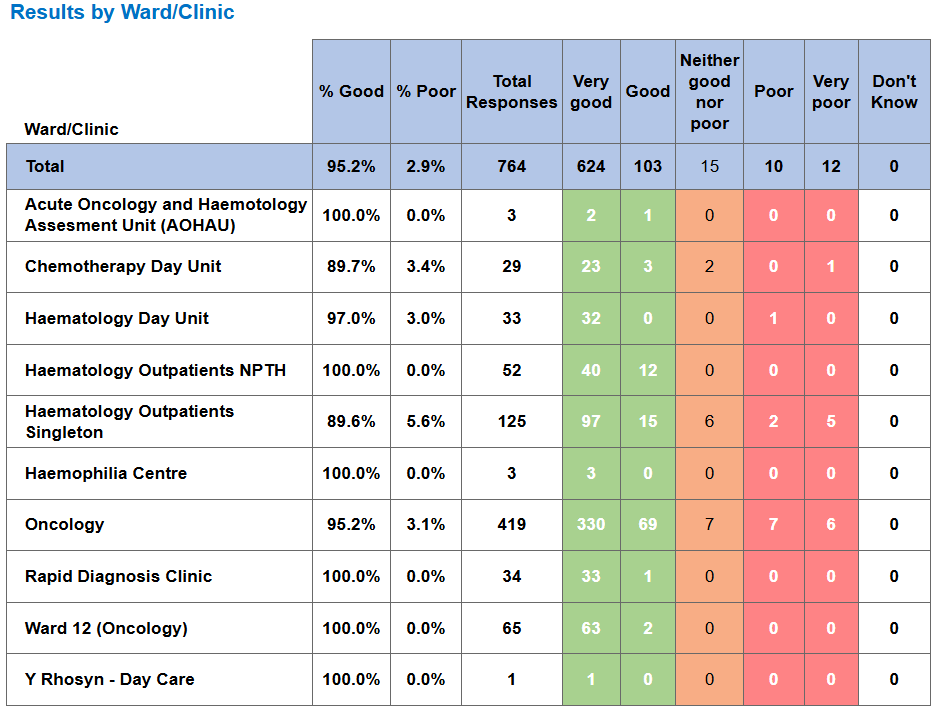 Results by Ward/Clinic
Ward/Clinic % Good % Poor Total Responses Very good Good Neither good nor poor Poor Very poor Don't Know
Total 95.2% 2.9% 764 624 103 15 10 12 0
Acute Oncology and Haemotology
Assesment Unit (AOHAU) 100.0% 0.0% 3 2 1 0 0 0 0
Chemotherapy Day Unit 89.7% 3.4% 29 23 3 2 0 1 0
Haematology Day Unit 97.0% 3.0% 33 32 0 0 1 0 0
Haematology Outpatients NPTH 100.0% 0.0% 52 40 12 0 0 0 0
Haematology Outpatients
Singleton 89.6% 5.6% 125 97 15 6 2 5 0
Haemophilia Centre 100.0% 0.0% 3 3 0 0 0 0 0
Oncology 95.2% 3.1% 419 330 69 7 7 6 0
Rapid Diagnosis Clinic 100.0% 0.0% 34 33 1 0 0 0 0
Ward 12 (Oncology) 100.0% 0.0% 65 63 2 0 0 0 0
Y Rhosyn - Day Care 100.0% 0.0% 1 1 0 0 0 0 0